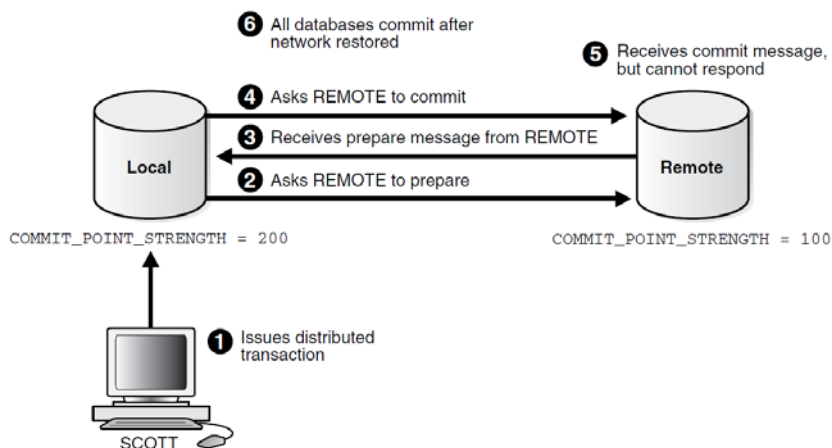 6 All databases commit after
network restored
5 Receives commit message,
but cannot respond
4 Asks REMOTE to commit
3 Receives prepare message from REMOTE
Local
Remote
2 Asks REMOTE to prepare
COMMIT_POINT_STRENGTH = 200
COMMIT_POINT_STRENGTH = 100
1 Issues distributed
transaction
SCOTT